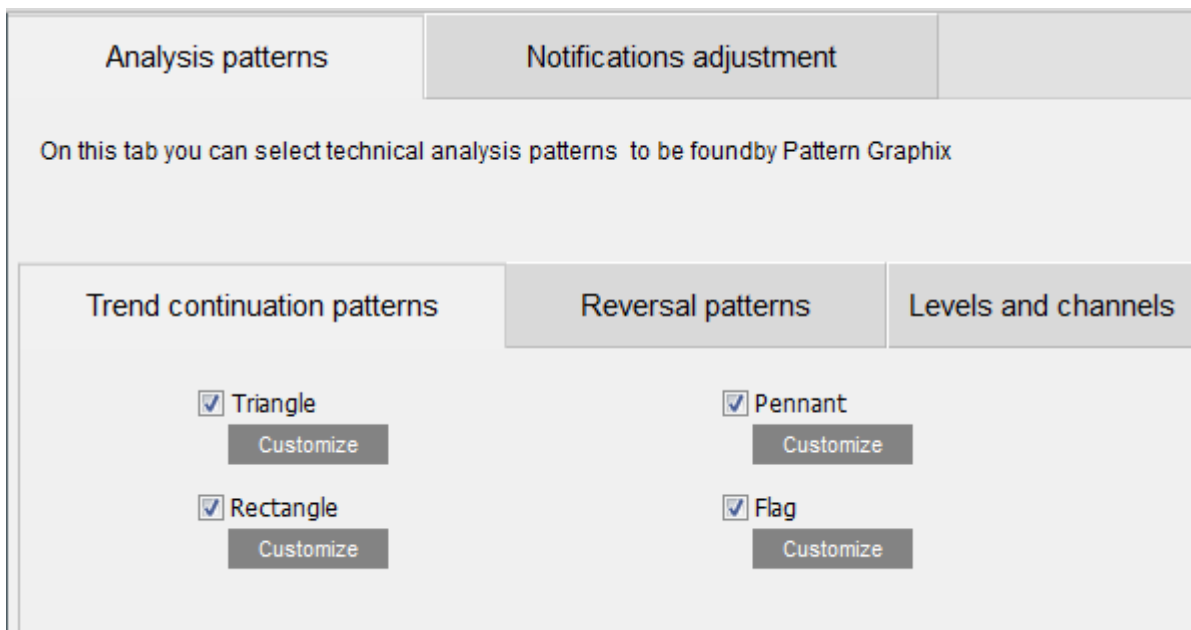 Analysis patterns Notifications adjustment
On this tab you can select technical analysis patterns  to be foundby Pattern Graphix
Trend continuation patterns Reversal patterns Levels and channels
Triangle Pennant
Customize Customize
Rectangle Flag
Customize Customize